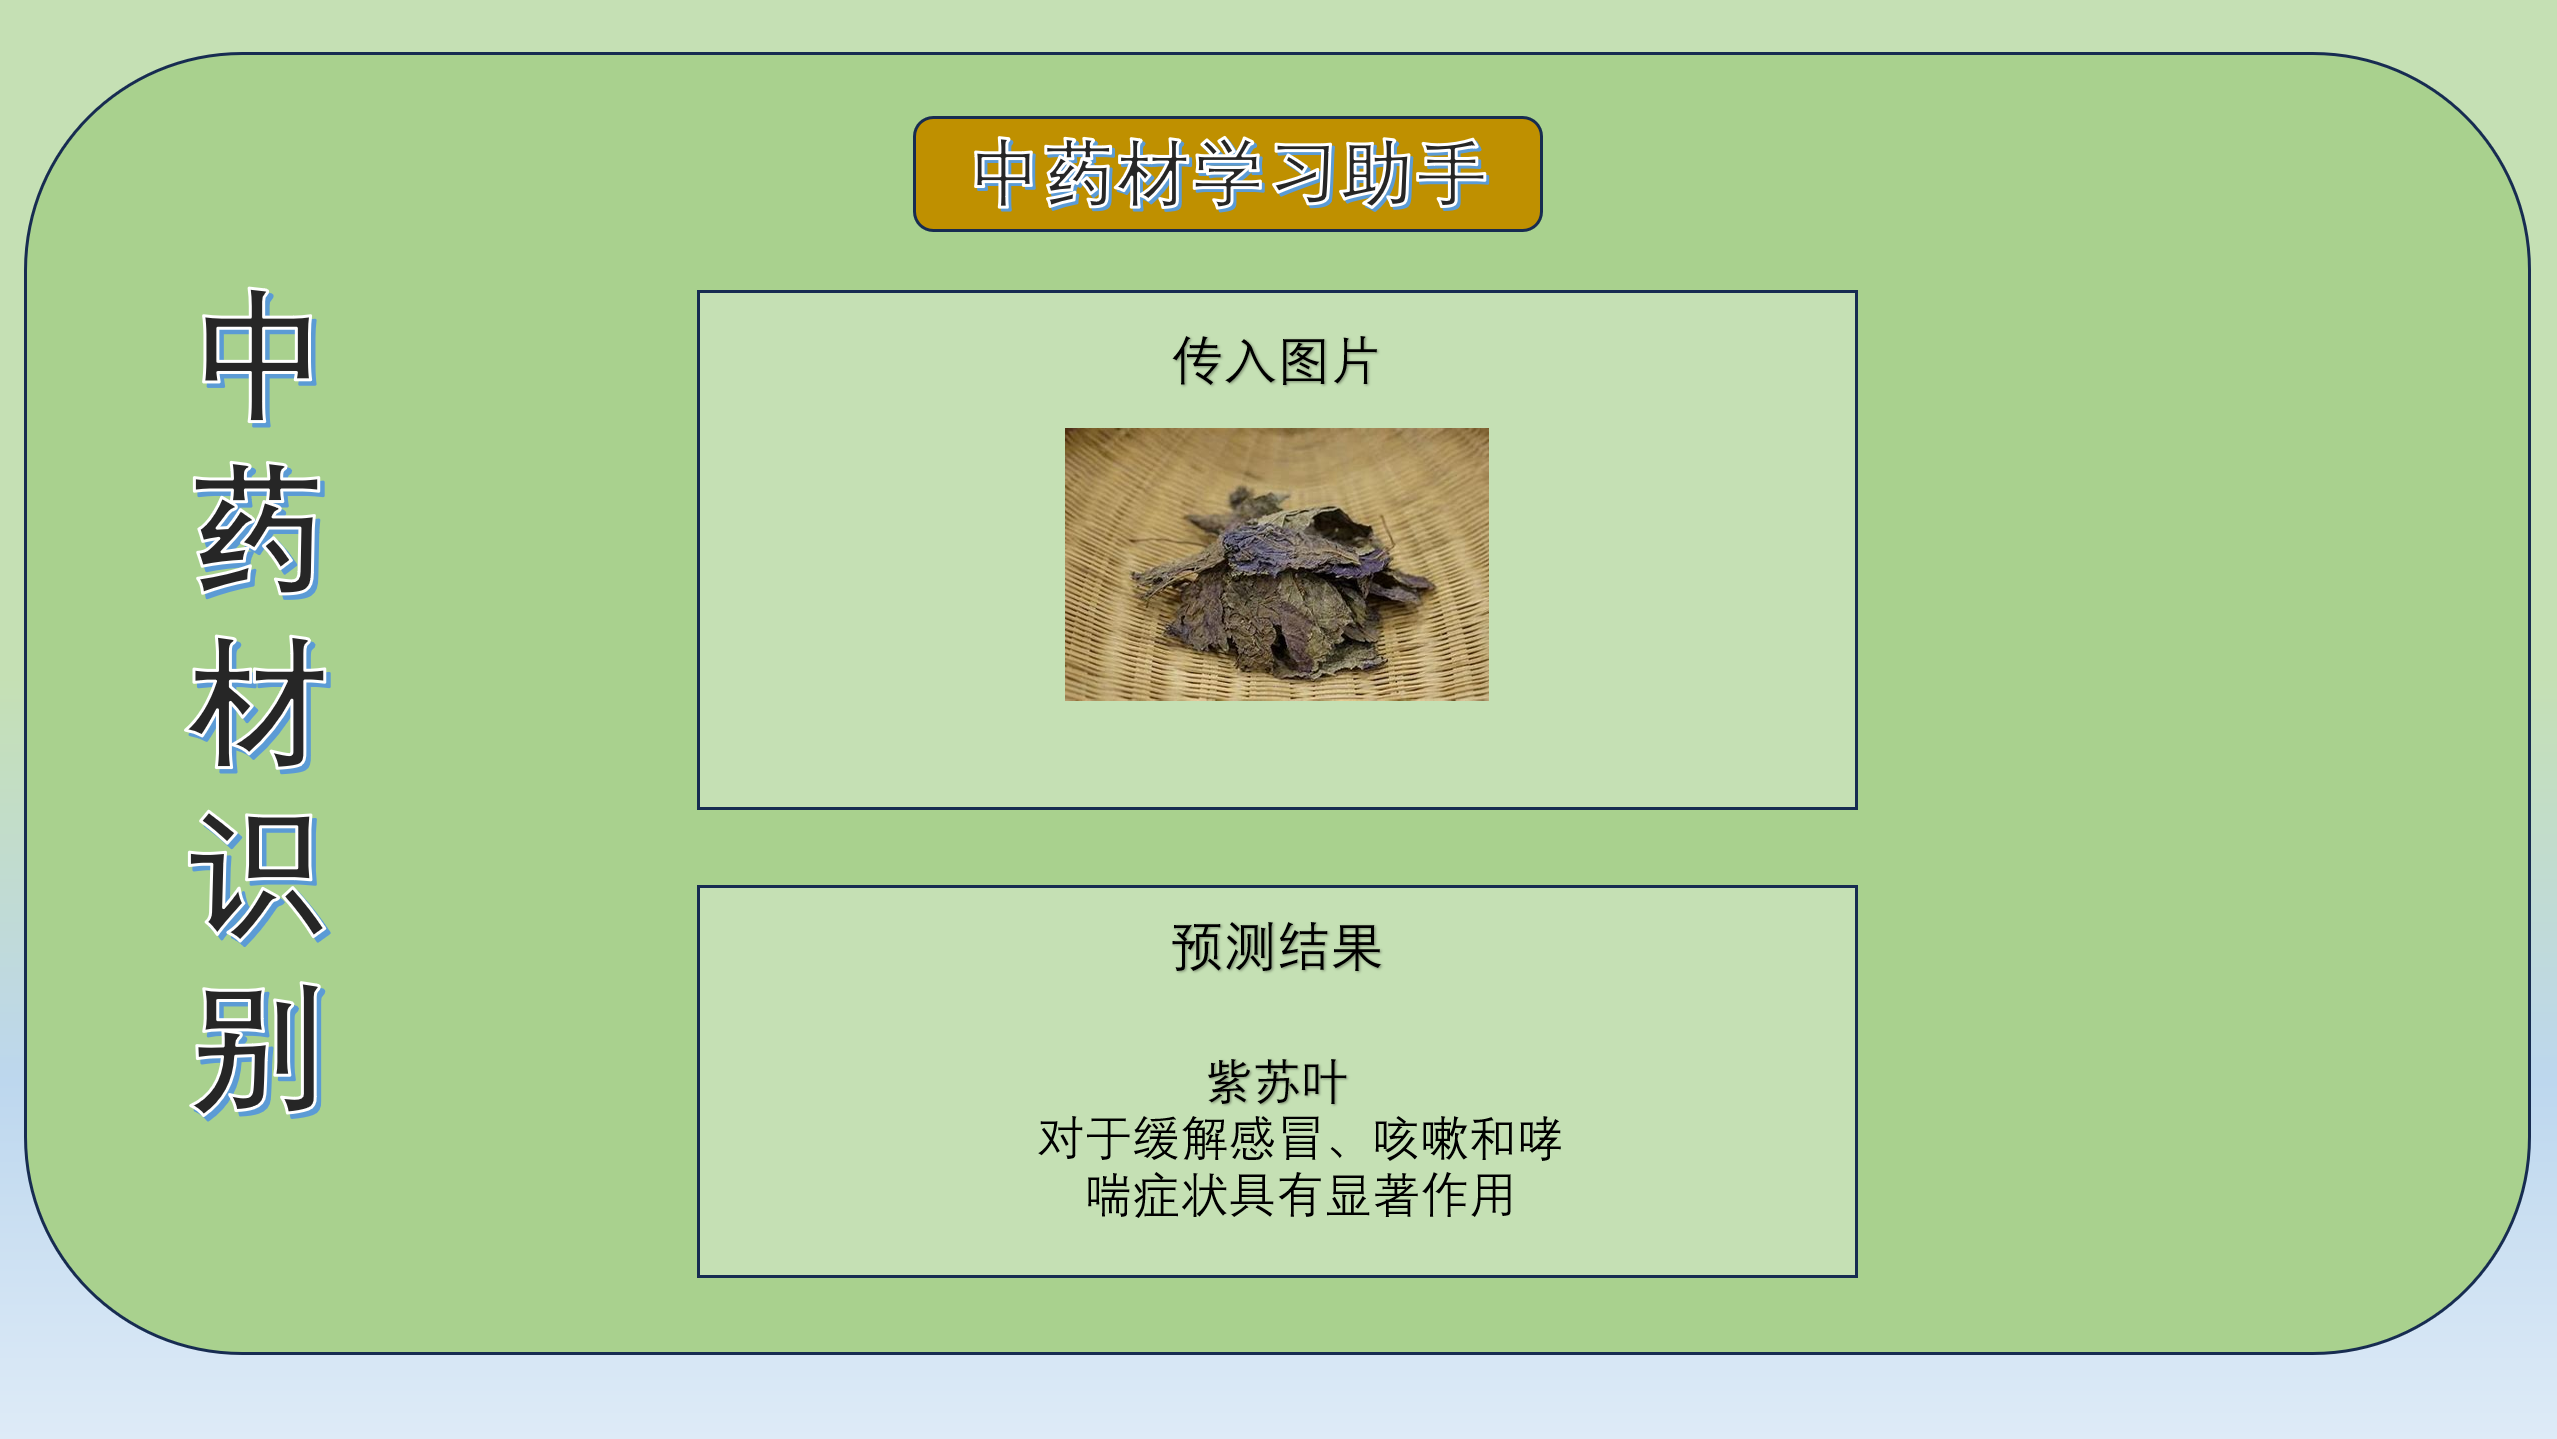 中药材学习助手
中药材识别
传入图片
预测结果
紫苏叶
对于缓解感冒、咳嗽和哮
喘症状具有显著作用